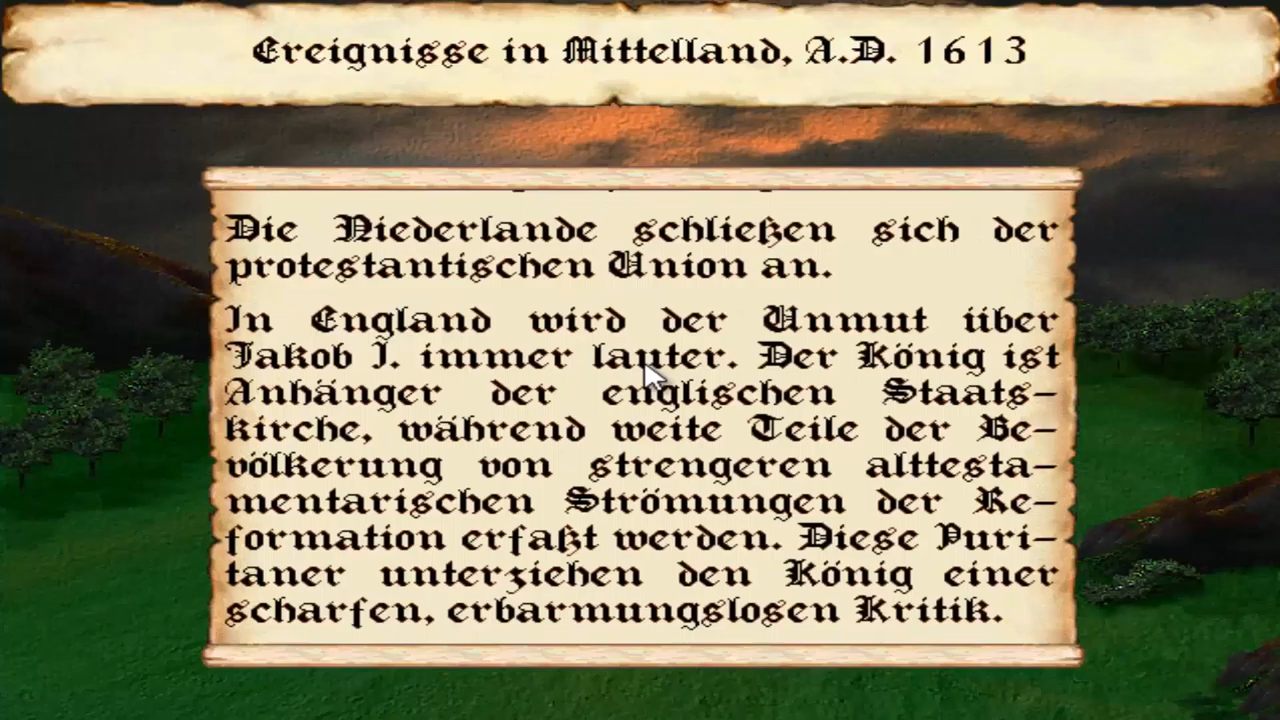 Ereignisse in Mittelland, A.D. 1613
Die Niederlande schließen sich der
protestantischen Union an.
In England wird der Unmut über
Jakob I. immer lauter. Der König ist
Anhänger der englischen Staats-
kirche, während weite Teile der Be-
völkerung von strengeren alttesta-
mentarischen Strömungen der Re-
formation erfaßt werden. Diese Puri-
taner unterziehen den König einer
scharfen, erbarmungslosen Kritik.